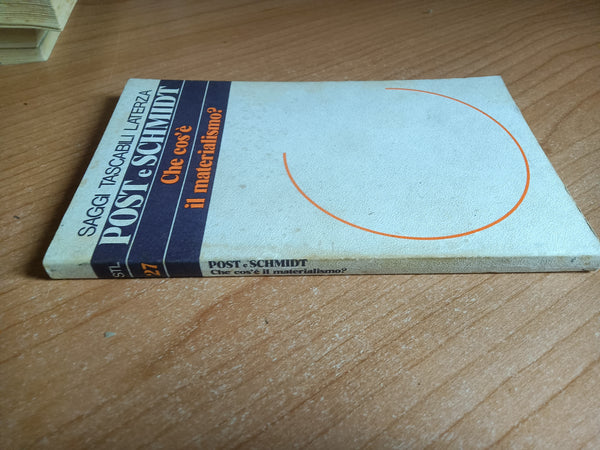 SAGGI TASCABILI LATERZA
POST e SCHMIDT
Che cos'è
il materialismo?
STL
27
POST e SCHMIDT
Che cos'è il materialismo?